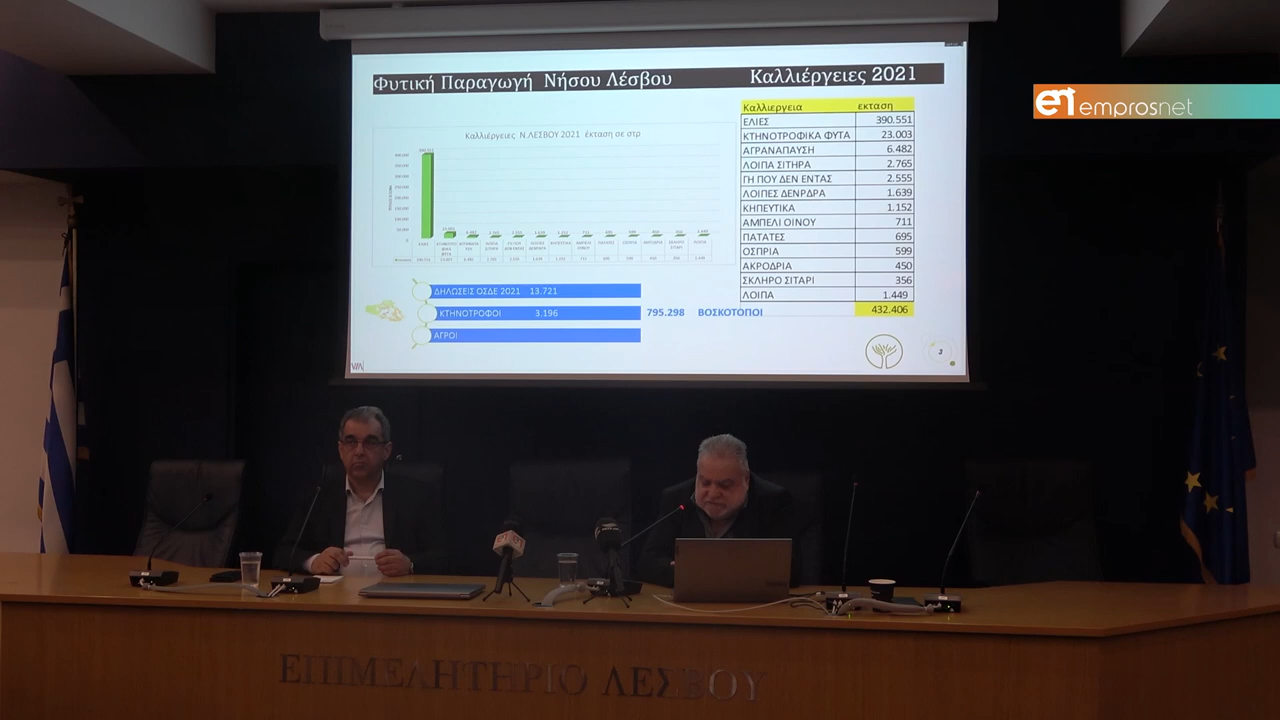 Φυτική Παραγωγή Νήσου Λέσβου Καλλιέργειες 2021
emprosnet
Καλλιεργεια εκταση
ΕΛΙΕΣ 390.551
ΚΤΗΝΟΤΡΟΦΙΚΑ ΦΥΤΑ 23.003
ΑΓΡΑΝΑΠΑΥΣΗ 6.482
ΛΟΙΠΑ ΣΙΤΗΡΑ 2.765
ΓΗ ΠΟΥ ΔΕΝ ΕΝΤΑΣ 2.555
ΛΟΙΠΕΣ ΔΕΝΡΔΡΑ 1.639
ΚΗΠΕΥΤΙΚΑ 1.152
ΑΜΠΕΛΙ ΟΙΝΟΥ 711
ΠΑΤΑΤΕΣ 695
ΟΣΠΡΙΑ 599
ΑΚΡΟΔΡΙΑ 450
ΣΚΛΗΡΟ ΣΙΤΑΡΙ 356
ΛΟΙΠΑ 1.449
432.406
Καλλιέργειες Ν.ΛΕΣΒΟΥ 2021 έκταση σε στρ
ΔΗΛΩΣΕΙΣ ΟΣΔΕ 2021 13.721
ΚΤΗΝΟΤΡΟΦΟΙ 3.196
795.298 ΒΟΣΚΟΤΟΠΟΙ
ΑΓΡΟΙ
3
ΕΠΙΜΕΛΗΤΗΡΙΟ ΛΕΣΒΟΥ